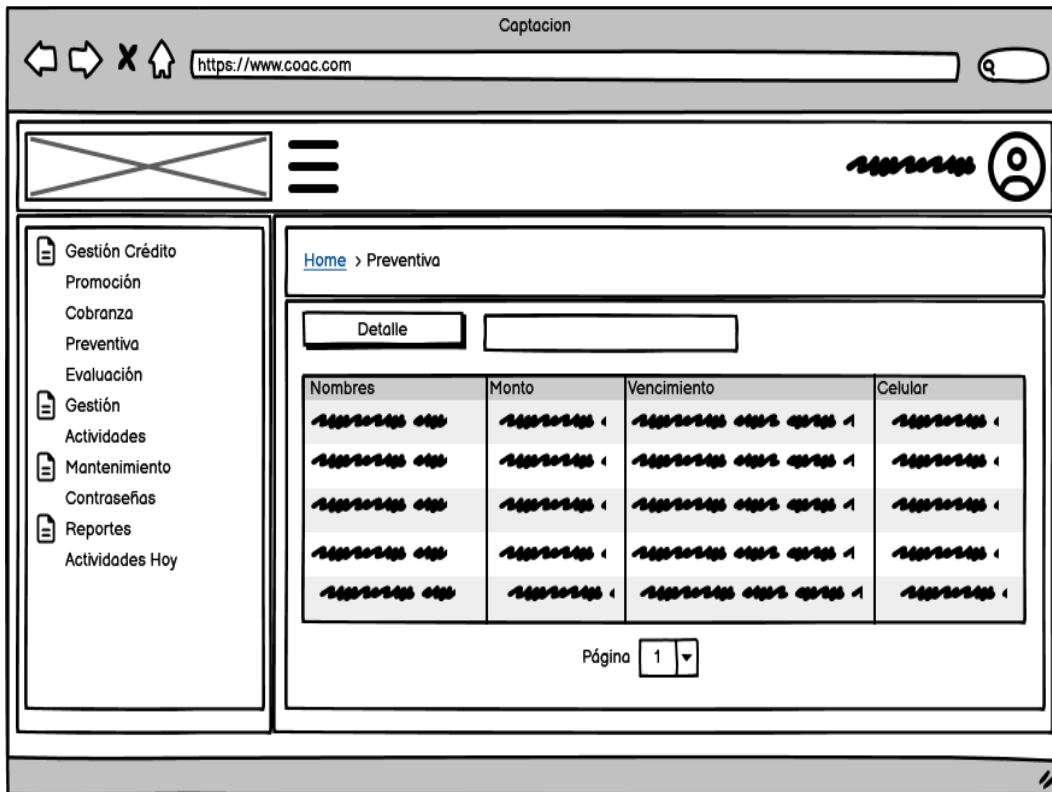 Captacion
https://www.coac.com
Gestión Crédito
Promoción
Cobranza
Preventiva
Evaluación
Gestión
Actividades
Mantenimiento
Contraseñas
Reportes
Actividades Hoy
Home > Preventiva
Detalle
Nombres Monto Vencimiento Celular
Página 1